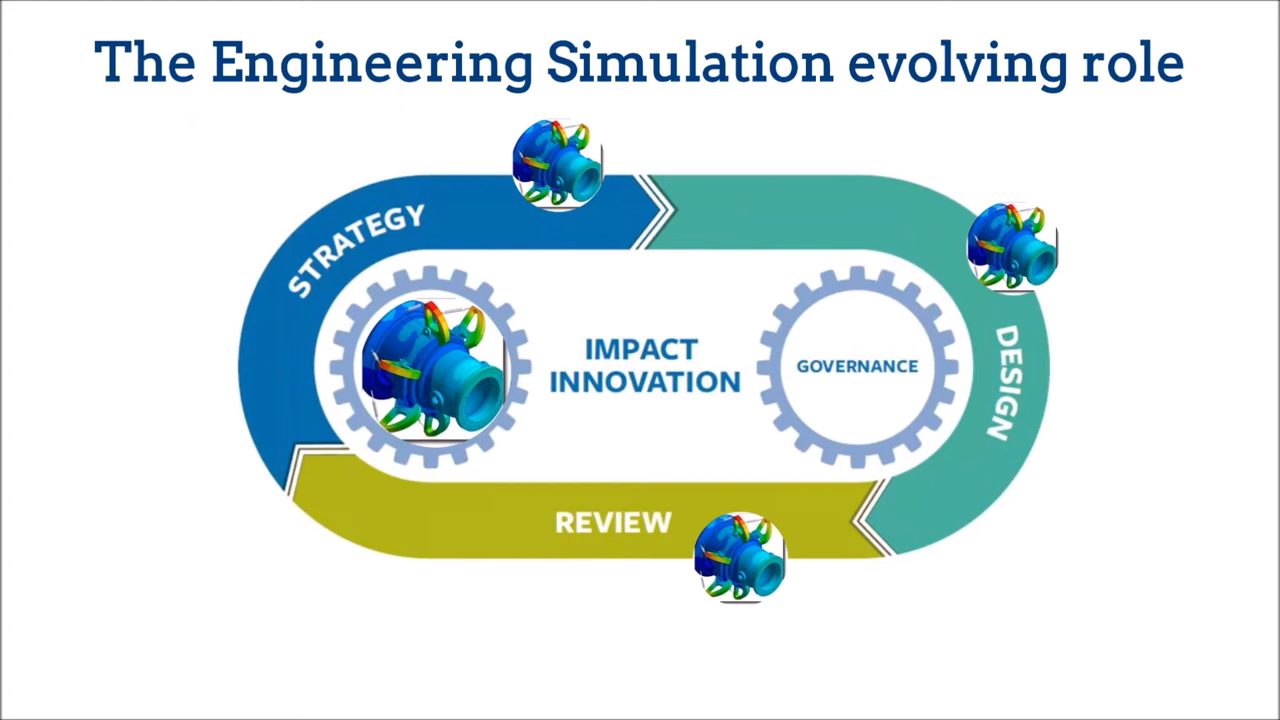 The Engineering Simulation evolving role
STRATEGY
IMPACT
INNOVATION
GOVERNANCE
DESIGN
REVIEW